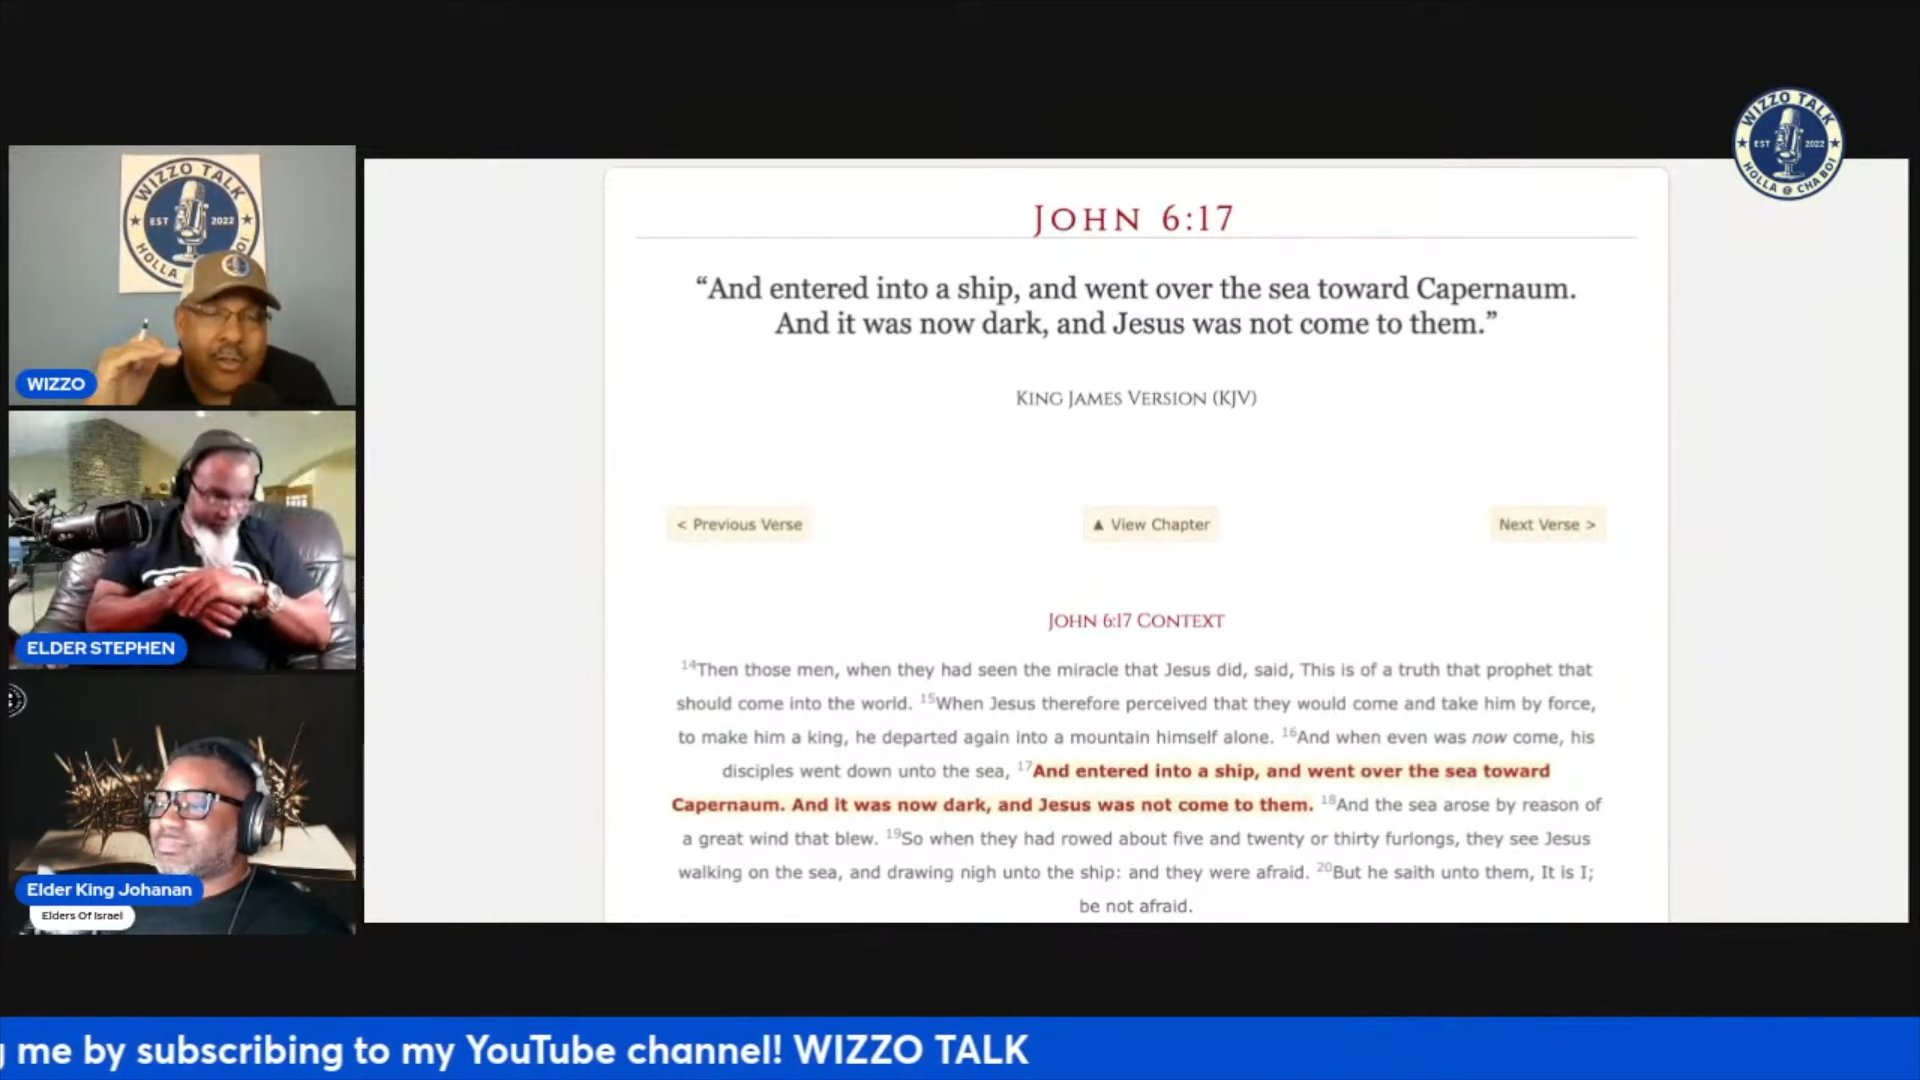 WIZZO TALK
EST 2022
HOLLA @ CHA BOI
WIZZO TALK
EST 2022
HOLLA
WIZZO
ELDER STEPHEN
Elder King Johanan
Elders Of Israel
JOHN 6:17
“And entered into a ship, and went over the sea toward Capernaum.
And it was now dark, and Jesus was not come to them.”
KING JAMES VERSION (KJV)
< Previous Verse
▲ View Chapter
Next Verse >
JOHN 6:17 CONTEXT
14Then those men, when they had seen the miracle that Jesus did, said, This is of a truth that prophet that
should come into the world. 15When Jesus therefore perceived that they would come and take him by force,
to make him a king, he departed again into a mountain himself alone. 16And when even was now come, his
disciples went down unto the sea, 17And entered into a ship, and went over the sea toward
Capernaum. And it was now dark, and Jesus was not come to them. 18And the sea arose by reason of
a great wind that blew. 19So when they had rowed about five and twenty or thirty furlongs, they see Jesus
walking on the sea, and drawing nigh unto the ship: and they were afraid. 20But he saith unto them, It is I;
be not afraid.
me by subscribing to my YouTube channel! WIZZO TALK